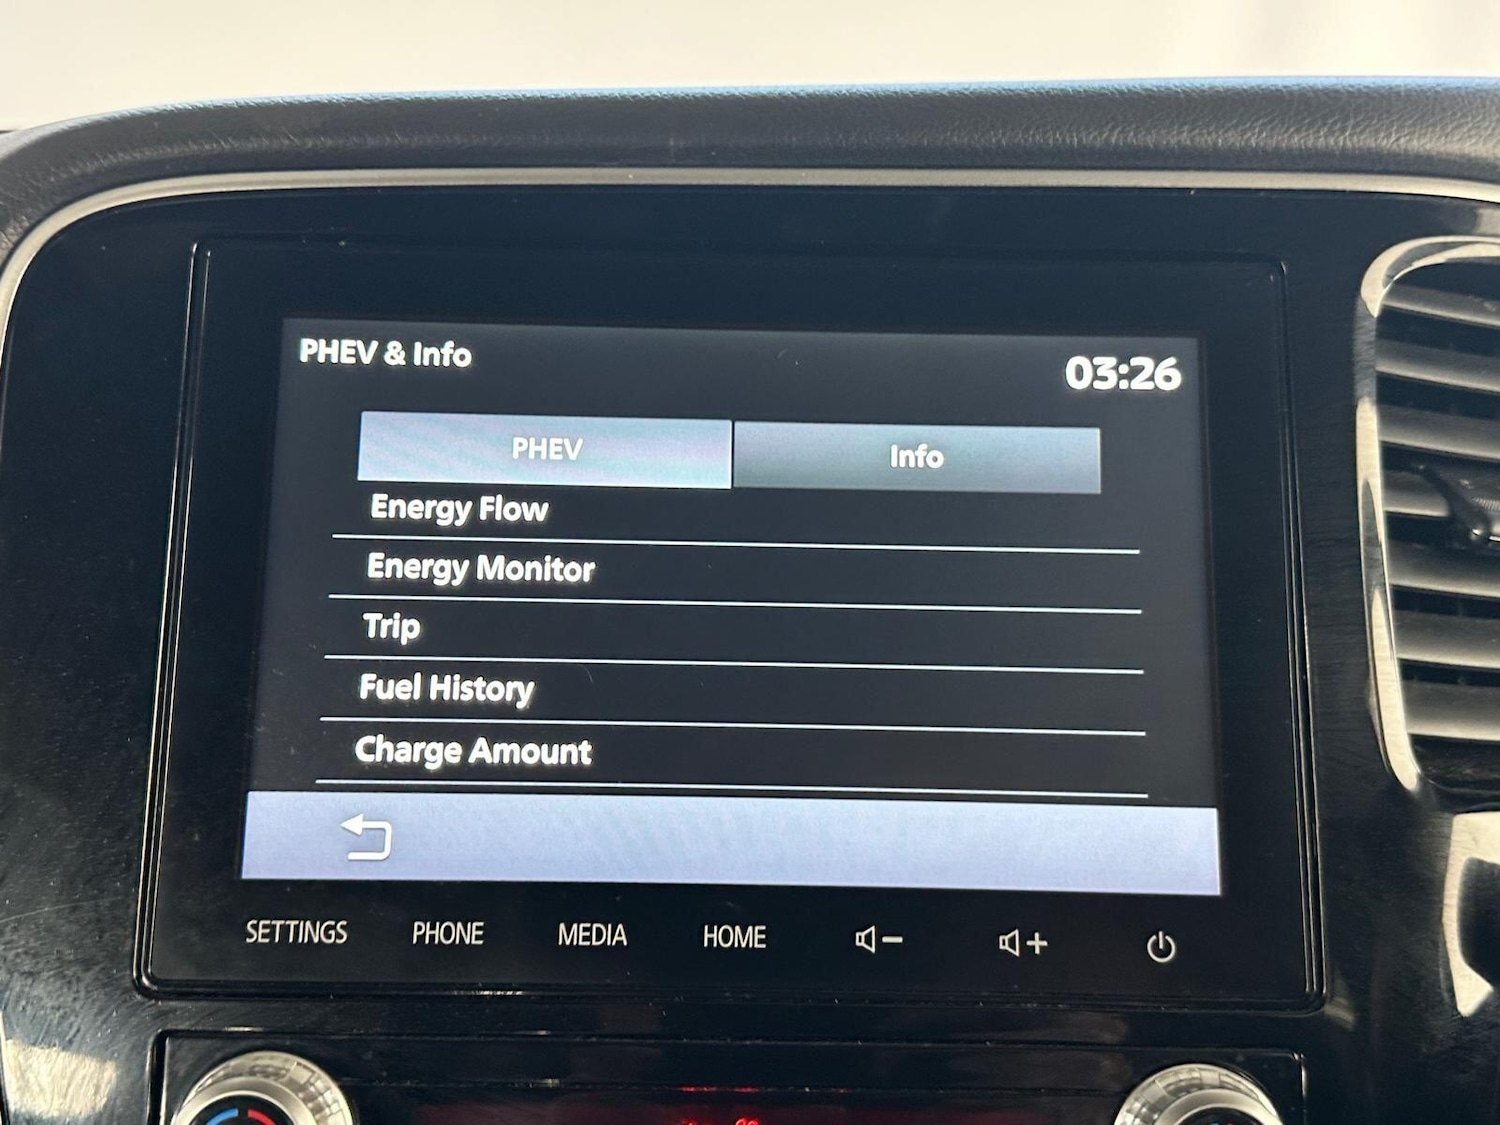 PHEV & Info
03:26
PHEV
Info
Energy Flow
Energy Monitor
Trip
Fuel History
Charge Amount
SETTINGS PHONE MEDIA HOME - +